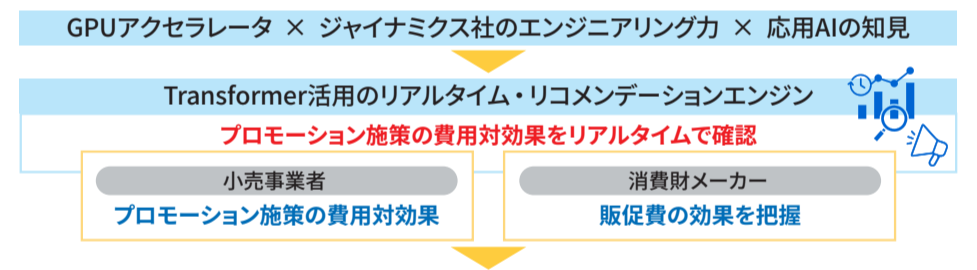 GPUアクセラレータ × ジャイナミクス社のエンジニアリング力 × 応用AIの知見
Transformer活用のリアルタイム・リコメンデーションエンジン
プロモーション施策の費用対効果をリアルタイムで確認
小売事業者
プロモーション施策の費用対効果
消費財メーカー
販促費の効果を把握